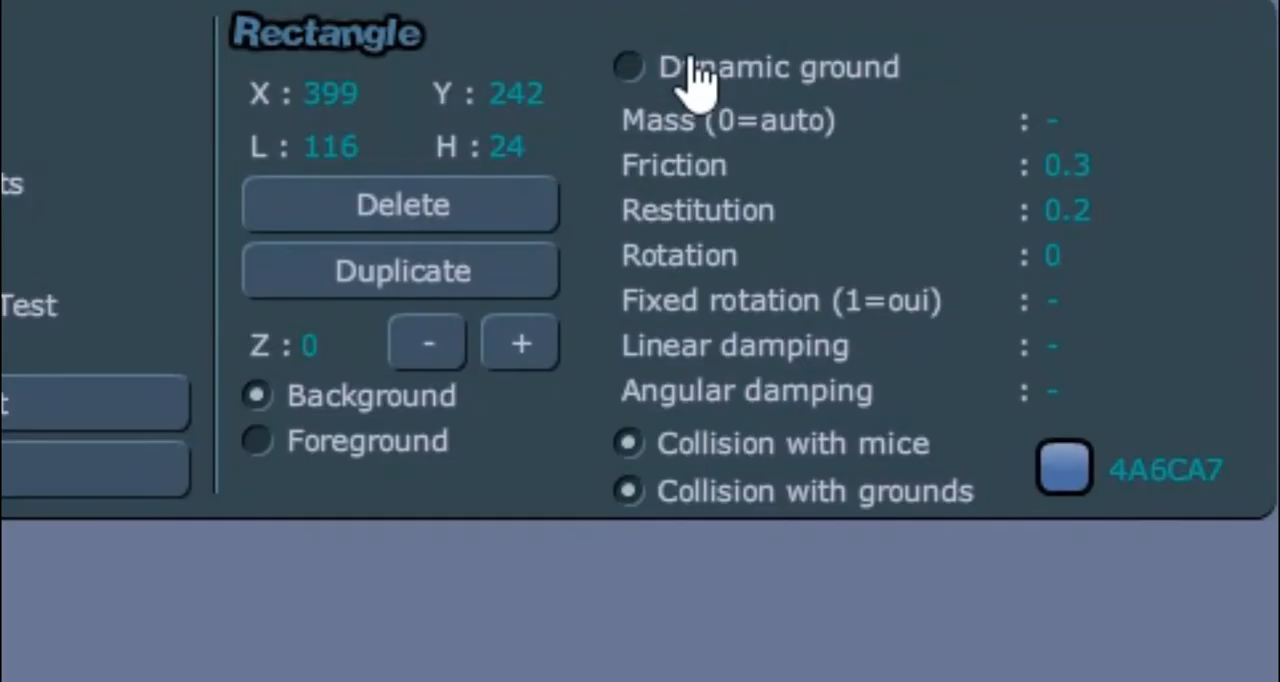 Rectangle
X : 399 Y : 242
L : 116 H : 24
Delete
Duplicate
Z : 0 - +
Background
Foreground
ts
Test
t
Dynamic ground
Mass (0=auto) : -
Friction : 0.3
Restitution : 0.2
Rotation : 0
Fixed rotation (1=oui) : -
Linear damping : -
Angular damping : -
Collision with mice
Collision with grounds
4A6CA7